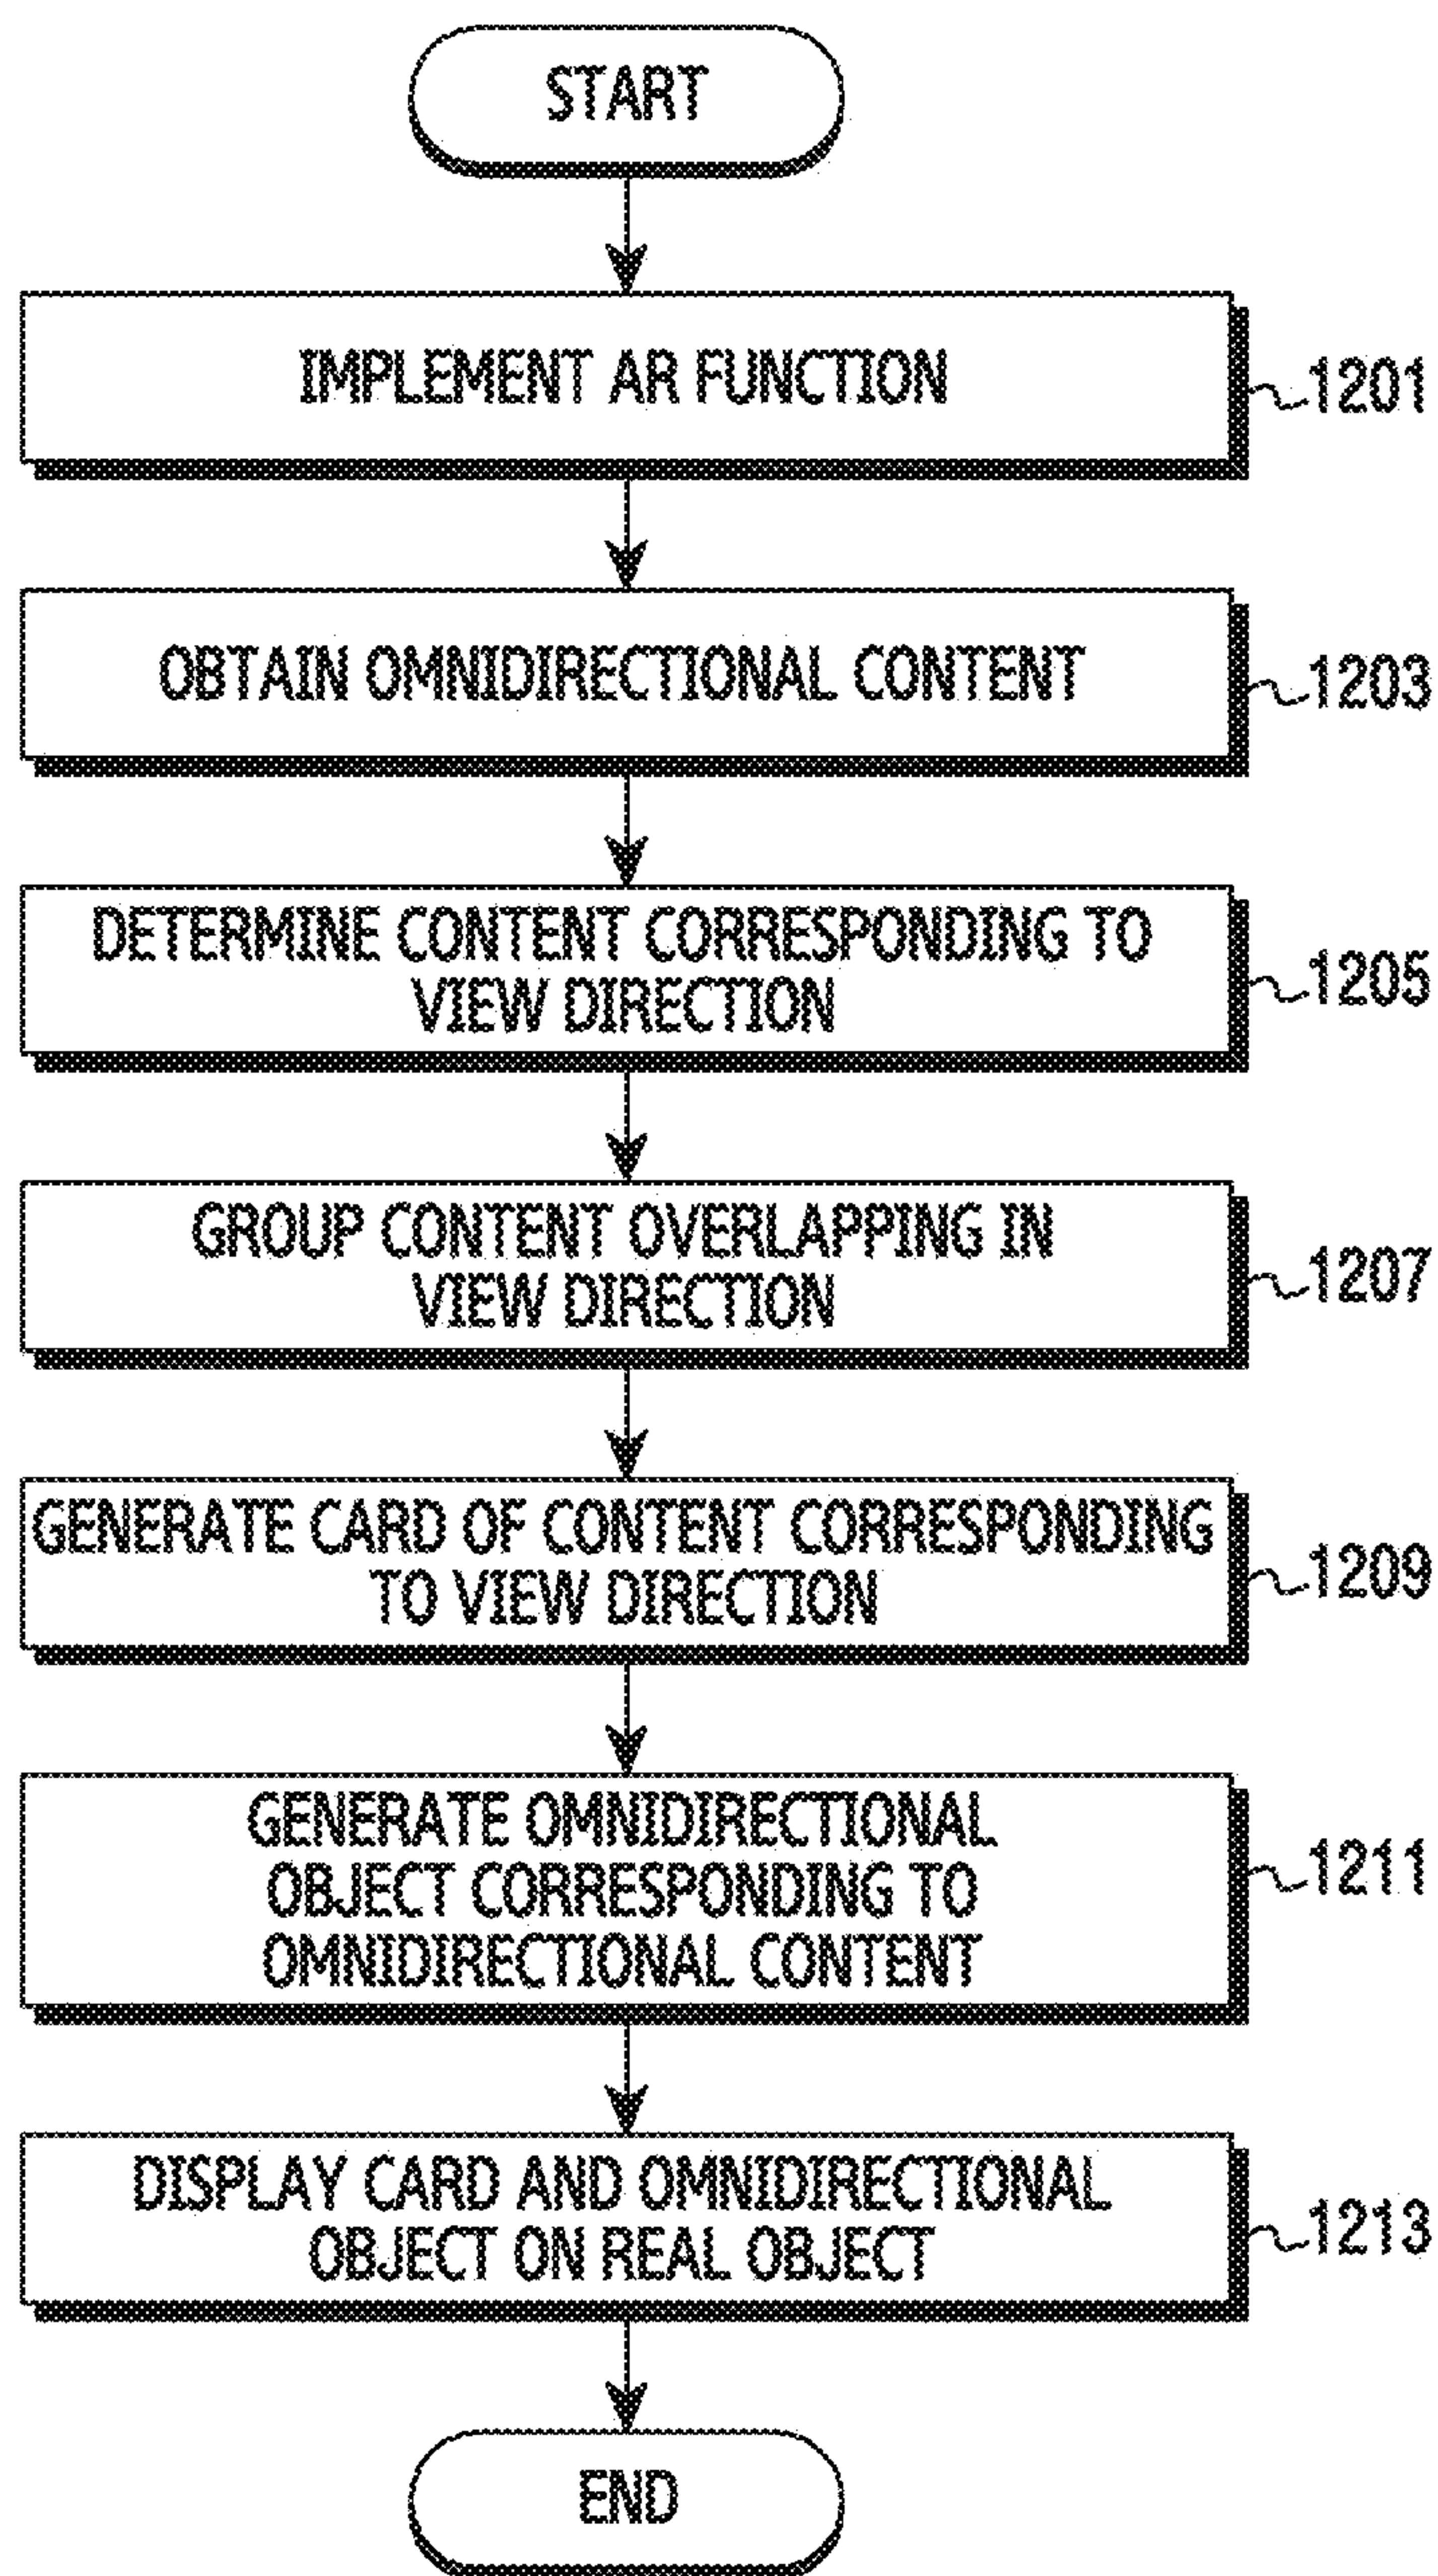 START
IMPLEMENT AR FUNCTION
1201
OBTAIN OMNIDIRECTIONAL CONTENT
1203
DETERMINE CONTENT CORRESPONDING TO
VIEW DIRECTION
1205
GROUP CONTENT OVERLAPPING IN
VIEW DIRECTION
1207
GENERATE CARD OF CONTENT CORRESPONDING
TO VIEW DIRECTION
1209
GENERATE OMNIDIRECTIONAL
OBJECT CORRESPONDING TO
OMNIDIRECTIONAL CONTENT
1211
DISPLAY CARD AND OMNIDIRECTIONAL
OBJECT ON REAL OBJECT
1213
END